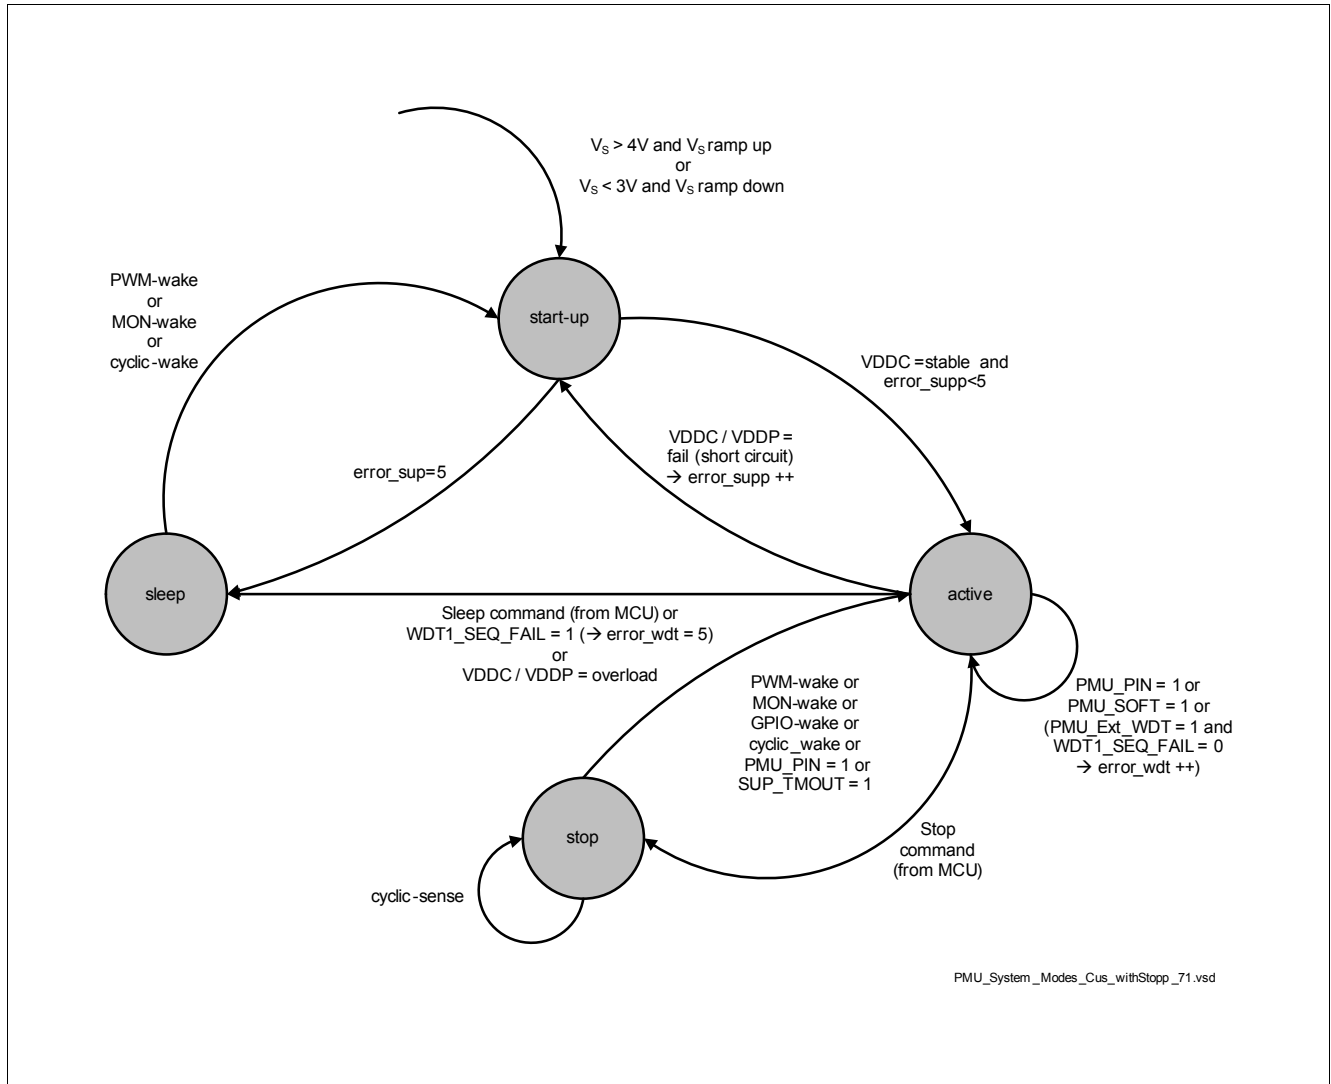 V_S > 4V and V_S ramp up
or
V_S < 3V and V_S ramp down
PWM-wake
or
MON-wake
or
cyclic-wake
start-up
VDDC =stable and
error_supp<5
VDDC / VDDP =
fail (short circuit)
→ error_supp ++
error_sup=5
sleep
active
Sleep command (from MCU) or
WDT1_SEQ_FAIL = 1 (→ error_wdt = 5)
or
VDDC / VDDP = overload
PWM-wake or
MON-wake or
GPIO-wake or
cyclic_wake or
PMU_PIN = 1 or
SUP_TMOUT = 1
PMU_PIN = 1 or
PMU_SOFT = 1 or
(PMU_Ext_WDT = 1 and
WDT1_SEQ_FAIL = 0
→ error_wdt ++)
stop
Stop
command
(from MCU)
cyclic-sense
PMU_System_Modes_Cus_withStopp_71.vsd